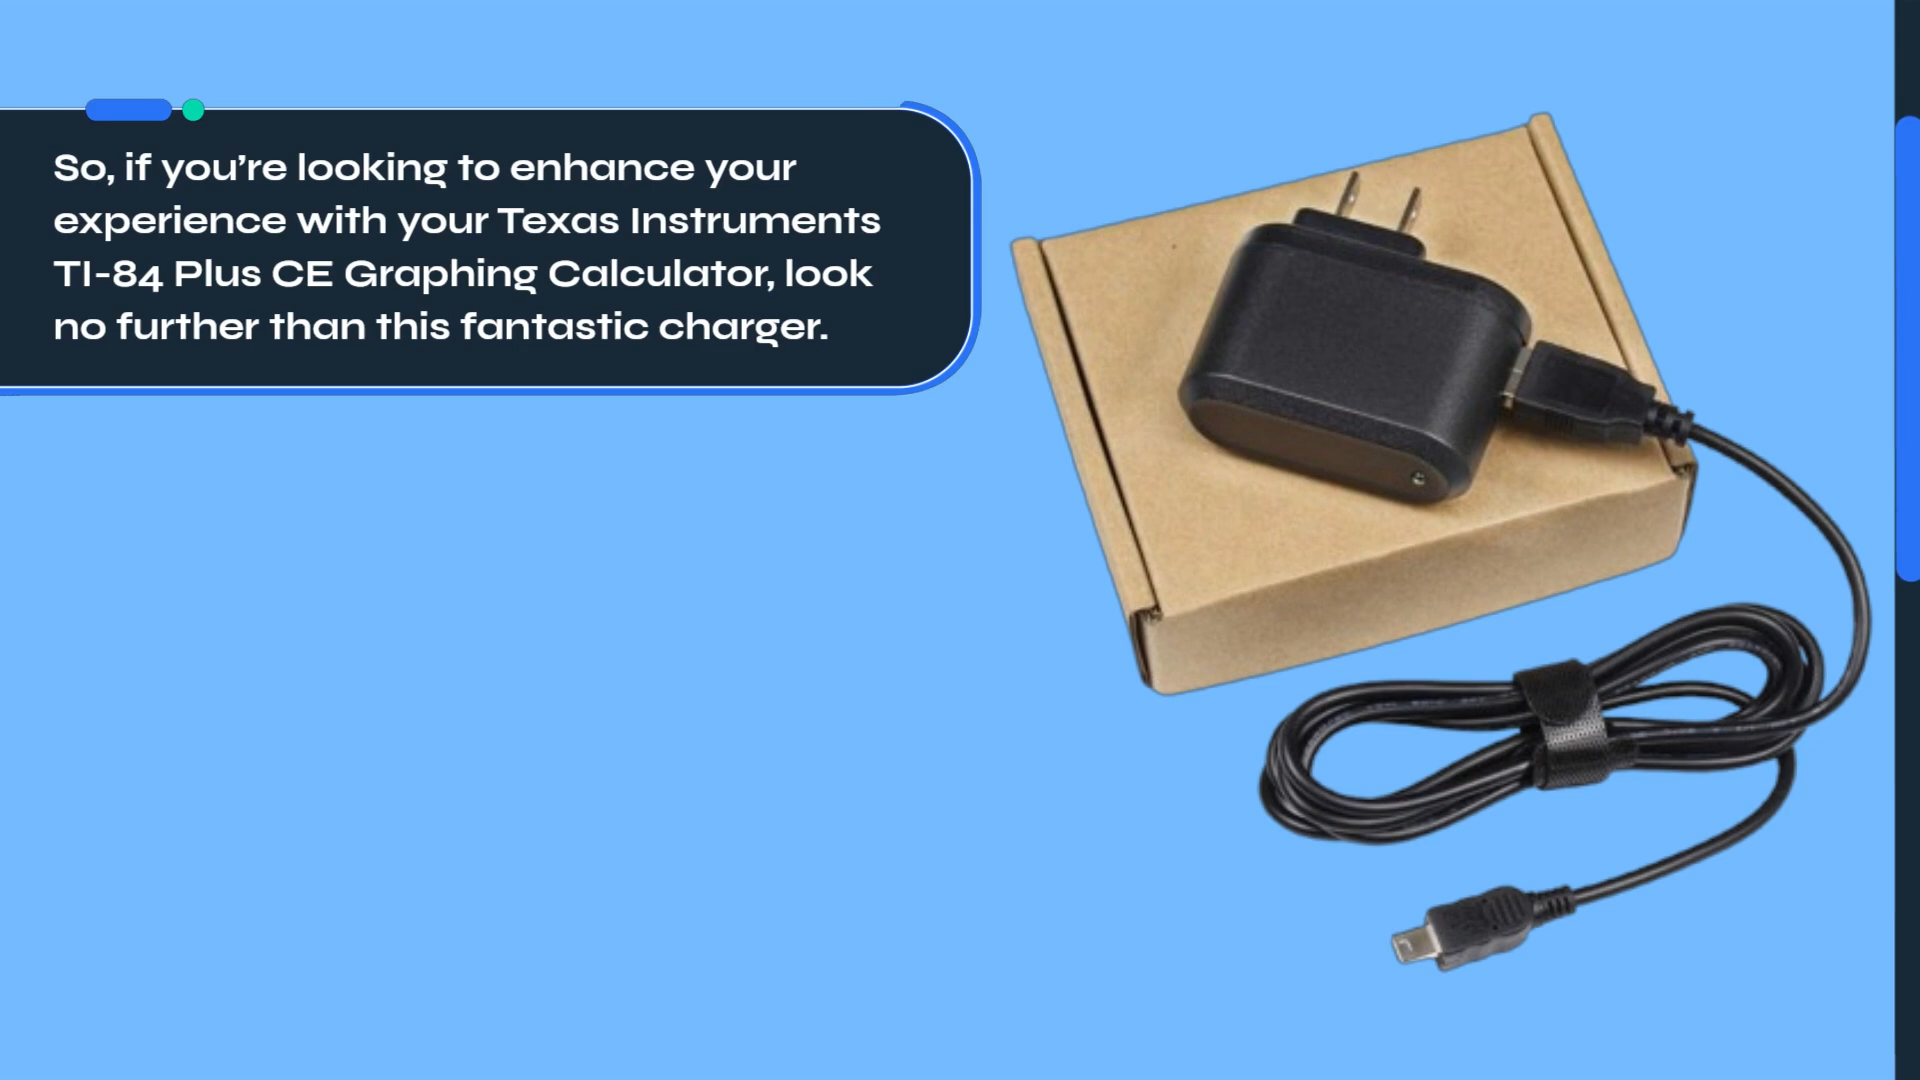 So, if you’re looking to enhance your
experience with your Texas Instruments
TI-84 Plus CE Graphing Calculator, look
no further than this fantastic charger.